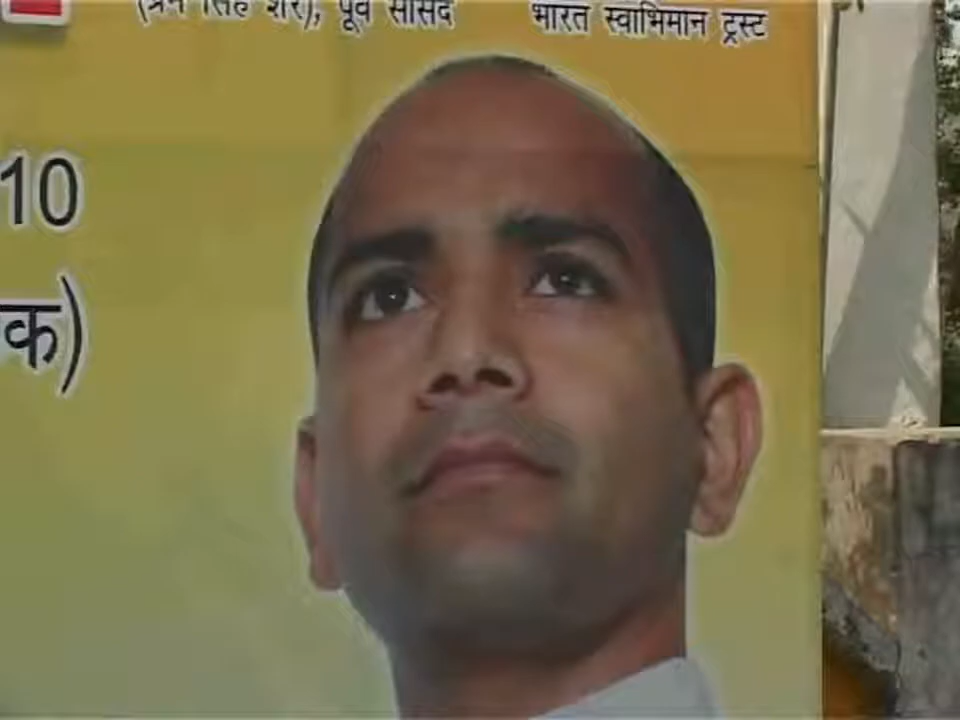 सिंह शेर), पूर्व सांसद भारत स्वाभिमान ट्रस्ट
10
क)